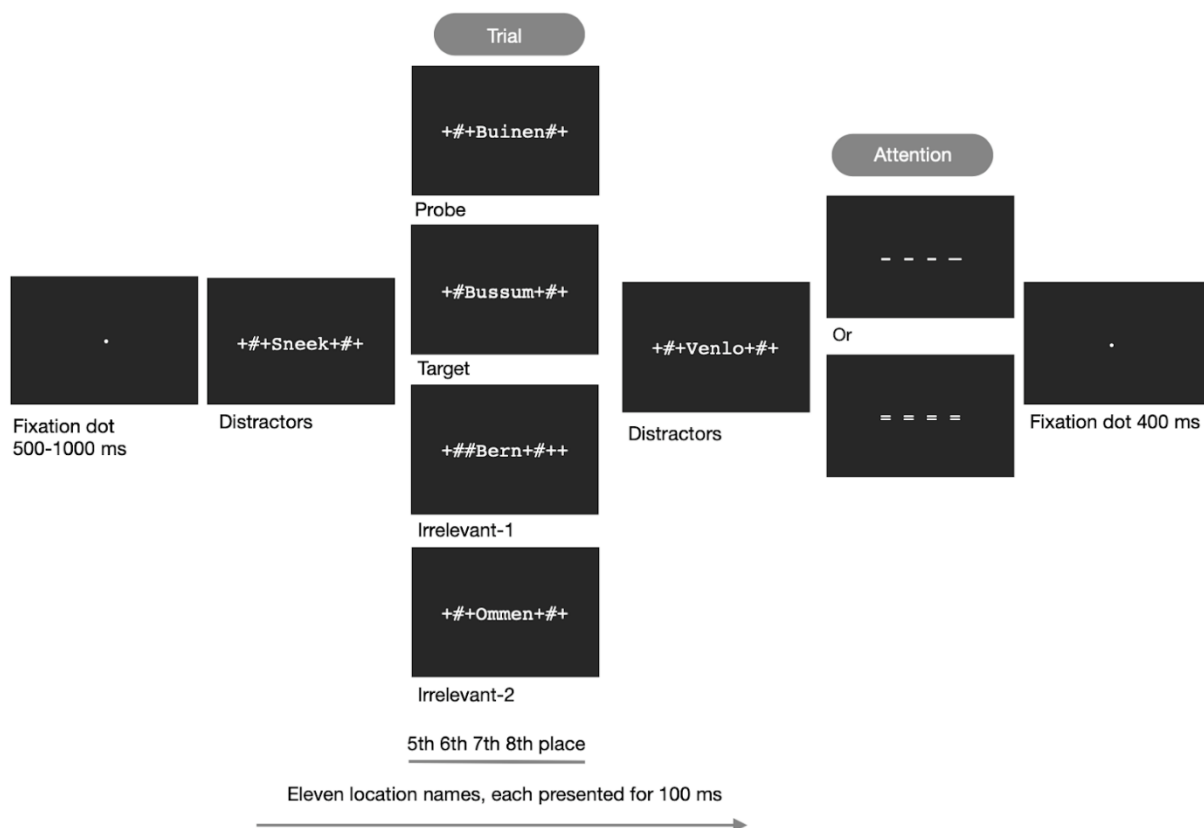 Trial
+#+Buinen#+
Probe
+#Bussum+#+
Target
+##Bern+#++
Irrelevant-1
+#+Ommen+#+
Irrelevant-2
5th 6th 7th 8th place
Eleven location names, each presented for 100 ms
.
Fixation dot
500-1000 ms
+#+Sneek+#+
Distractors
+#+Venlo+#+
Distractors
Attention
– – – –
Or
= = = =
.
Fixation dot 400 ms